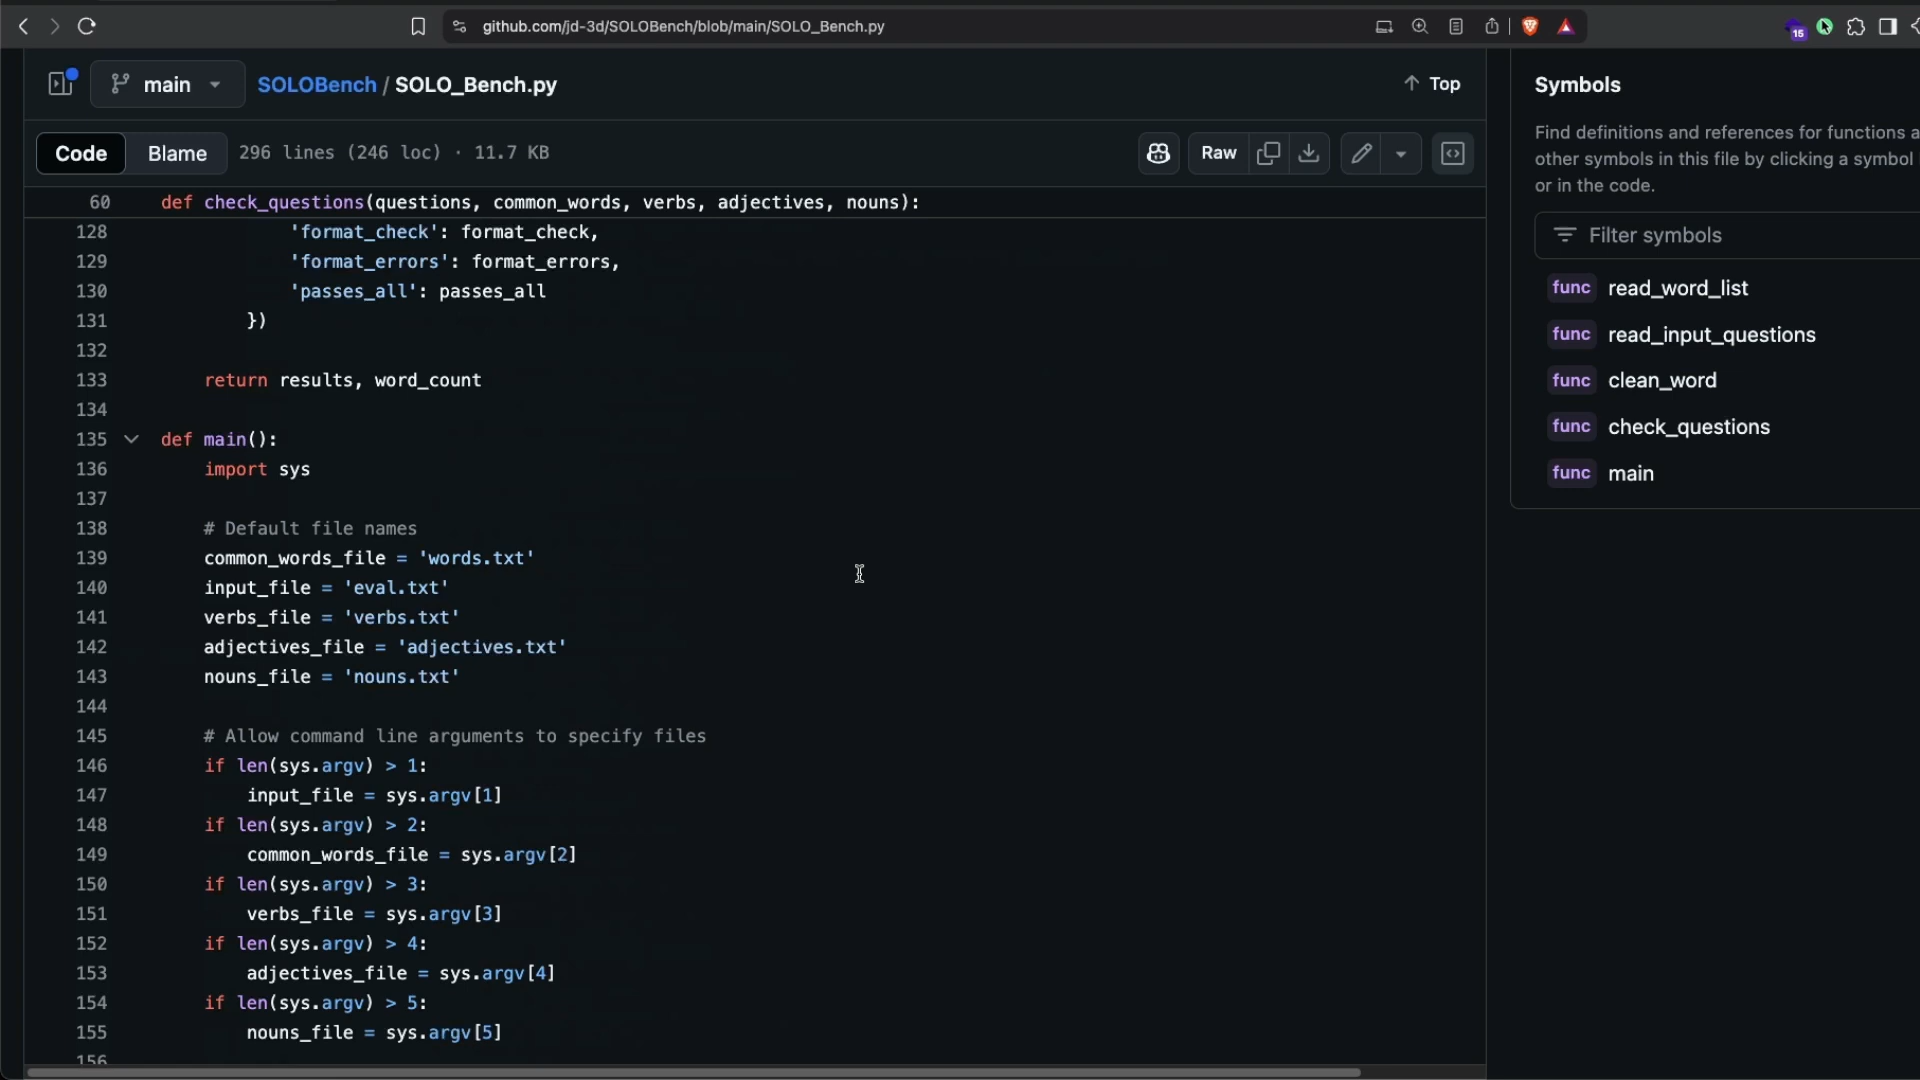 github.com/jd-3d/SOLOBench/blob/main/SOLO_Bench.py
15
main
SOLOBench / SOLO_Bench.py
Top
Code
Blame
296 lines (246 loc) · 11.7 KB
Raw
60 def check_questions(questions, common_words, verbs, adjectives, nouns):
128 'format_check': format_check,
129 'format_errors': format_errors,
130 'passes_all': passes_all
131 })
132
133 return results, word_count
134
135 def main():
136 import sys
137
138 # Default file names
139 common_words_file = 'words.txt'
140 input_file = 'eval.txt'
141 verbs_file = 'verbs.txt'
142 adjectives_file = 'adjectives.txt'
143 nouns_file = 'nouns.txt'
144
145 # Allow command line arguments to specify files
146 if len(sys.argv) > 1:
147 input_file = sys.argv[1]
148 if len(sys.argv) > 2:
149 common_words_file = sys.argv[2]
150 if len(sys.argv) > 3:
151 verbs_file = sys.argv[3]
152 if len(sys.argv) > 4:
153 adjectives_file = sys.argv[4]
154 if len(sys.argv) > 5:
155 nouns_file = sys.argv[5]
156
Symbols
Find definitions and references for functions a
other symbols in this file by clicking a symbol
or in the code.
Filter symbols
func read_word_list
func read_input_questions
func clean_word
func check_questions
func main